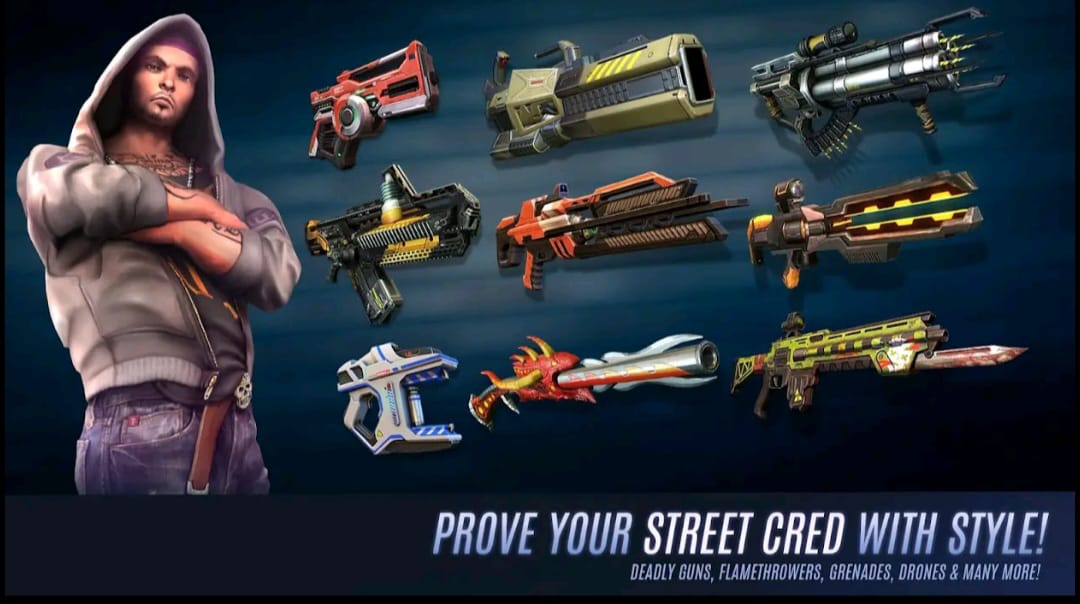 PROVE YOUR STREET CRED WITH STYLE!
DEADLY GUNS, FLAMETHROWERS, GRENADES, DRONES & MANY MORE!